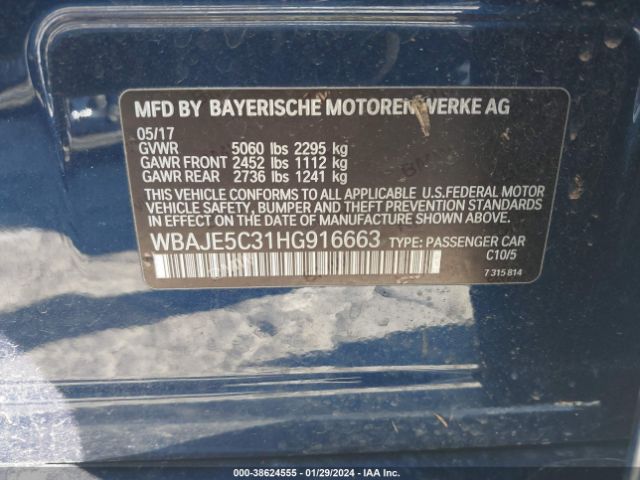 MFD BY BAYERISCHE MOTOREN WERKE AG
05/17
GVWR 5060 lbs 2295 kg
GAWR FRONT 2452 lbs 1112 kg
GAWR REAR 2736 lbs 1241 kg
THIS VEHICLE CONFORMS TO ALL APPLICABLE U.S.FEDERAL MOTOR
VEHICLE SAFETY, BUMPER, AND THEFT PREVENTION STANDARDS
IN EFFECT ON THE DATE OF MANUFACTURE SHOWN ABOVE.
WBAJE5C31HG916663 TYPE: PASSENGER CAR
C10/5
7 315 814
000-38624555 - 01/29/2024 - IAA Inc.